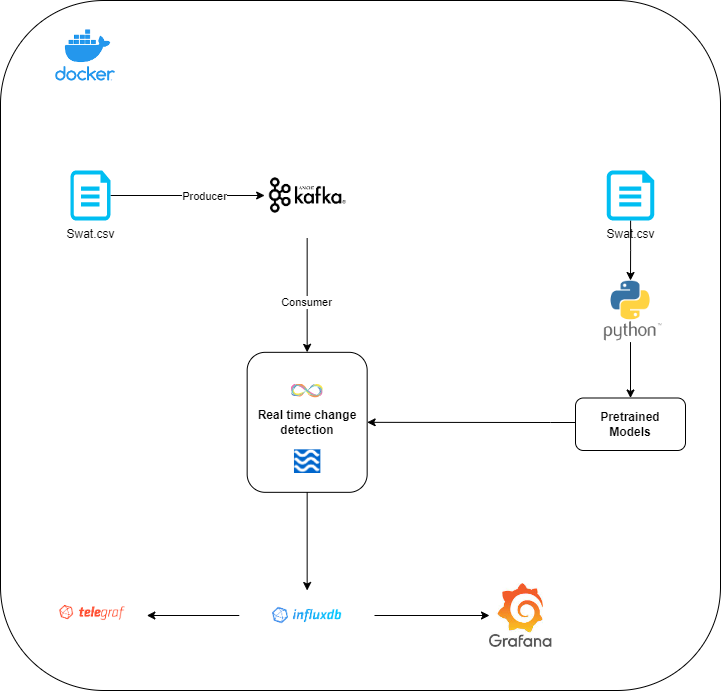 docker
Producer
APACHE
kafka®
Swat.csv
Swat.csv
python™
Consumer
Real time change
detection
Pretrained
Models
telegraf
influxdb
Grafana